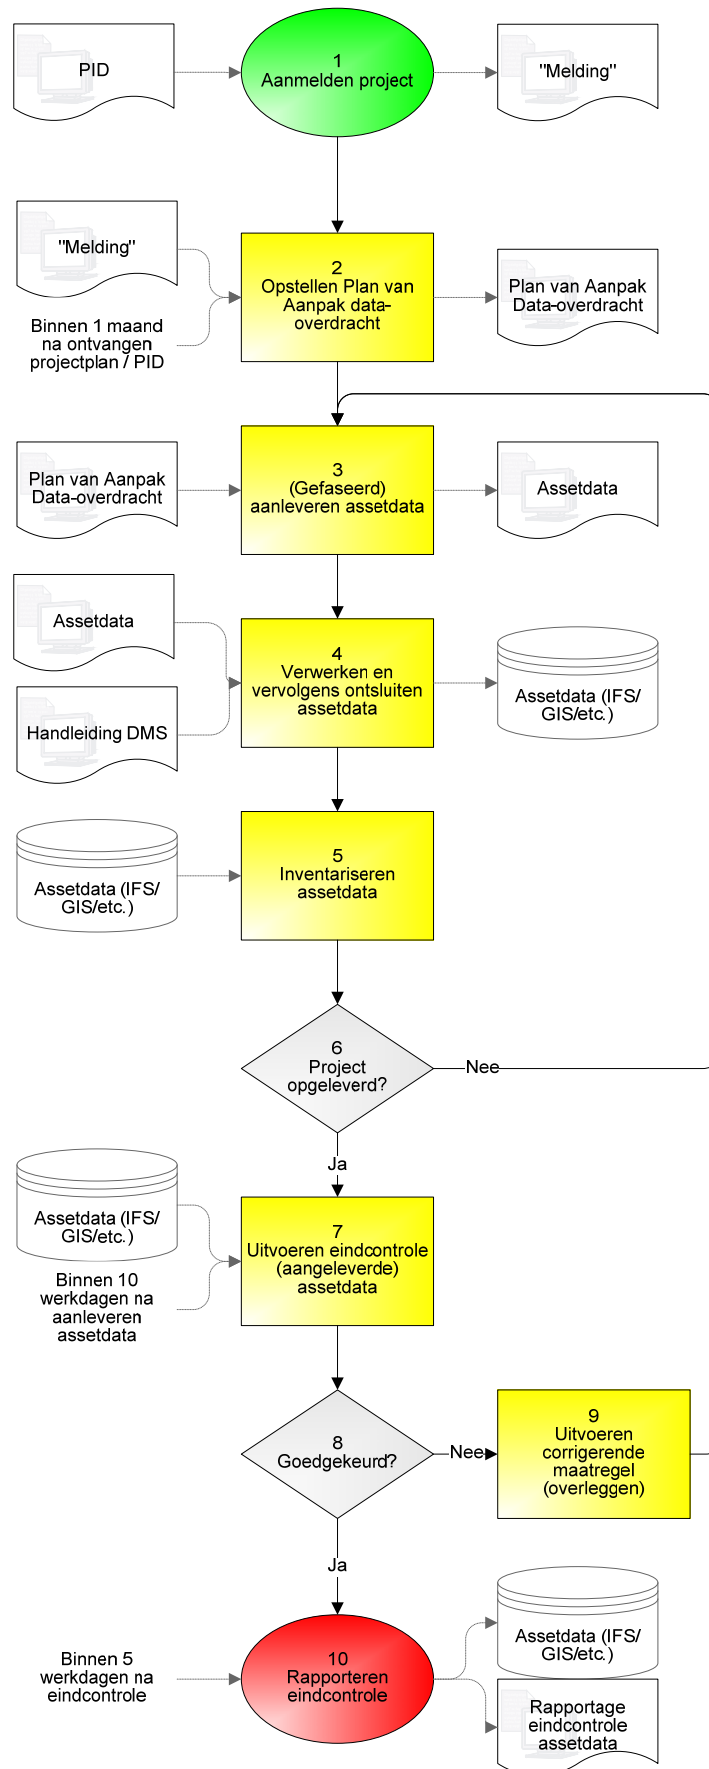 PID
1
Aanmelden project
"Melding"
"Melding"
Binnen 1 maand
na ontvangen
projectplan / PID
2
Opstellen Plan van
Aanpak data-
overdracht
Plan van Aanpak
Data-overdracht
Plan van Aanpak
Data-overdracht
3
(Gefaseerd)
aanleveren assetdata
Assetdata
Assetdata
Handleiding DMS
4
Verwerken en
vervolgens ontsluiten
assetdata
Assetdata (IFS/
GIS/etc.)
Assetdata (IFS/
GIS/etc.)
5
Inventariseren
assetdata
6
Project
opgeleverd?
Nee
Ja
Assetdata (IFS/
GIS/etc.)
Binnen 10
werkdagen na
aanleveren
assetdata
7
Uitvoeren eindcontrole
(aangeleverde)
assetdata
8
Goedgekeurd?
Nee
9
Uitvoeren
corrigerende
maatregel
(overleggen)
Ja
Binnen 5
werkdagen na
eindcontrole
10
Rapporteren
eindcontrole
Assetdata (IFS/
GIS/etc.)
Rapportage
eindcontrole
assetdata